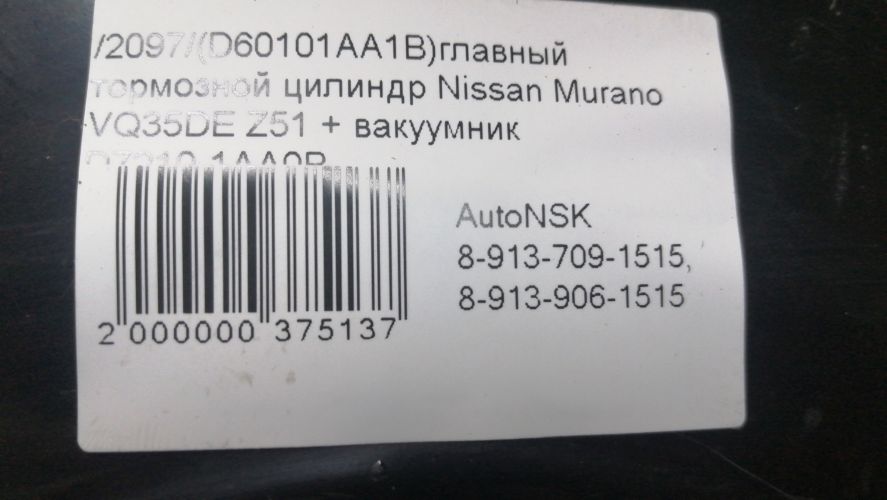 /2097/(D60101AA1B)главный
тормозной цилиндр Nissan Murano
VQ35DE Z51 + вакуумник
AutoNSK
8-913-709-1515,
8-913-906-1515
2 000000 375137